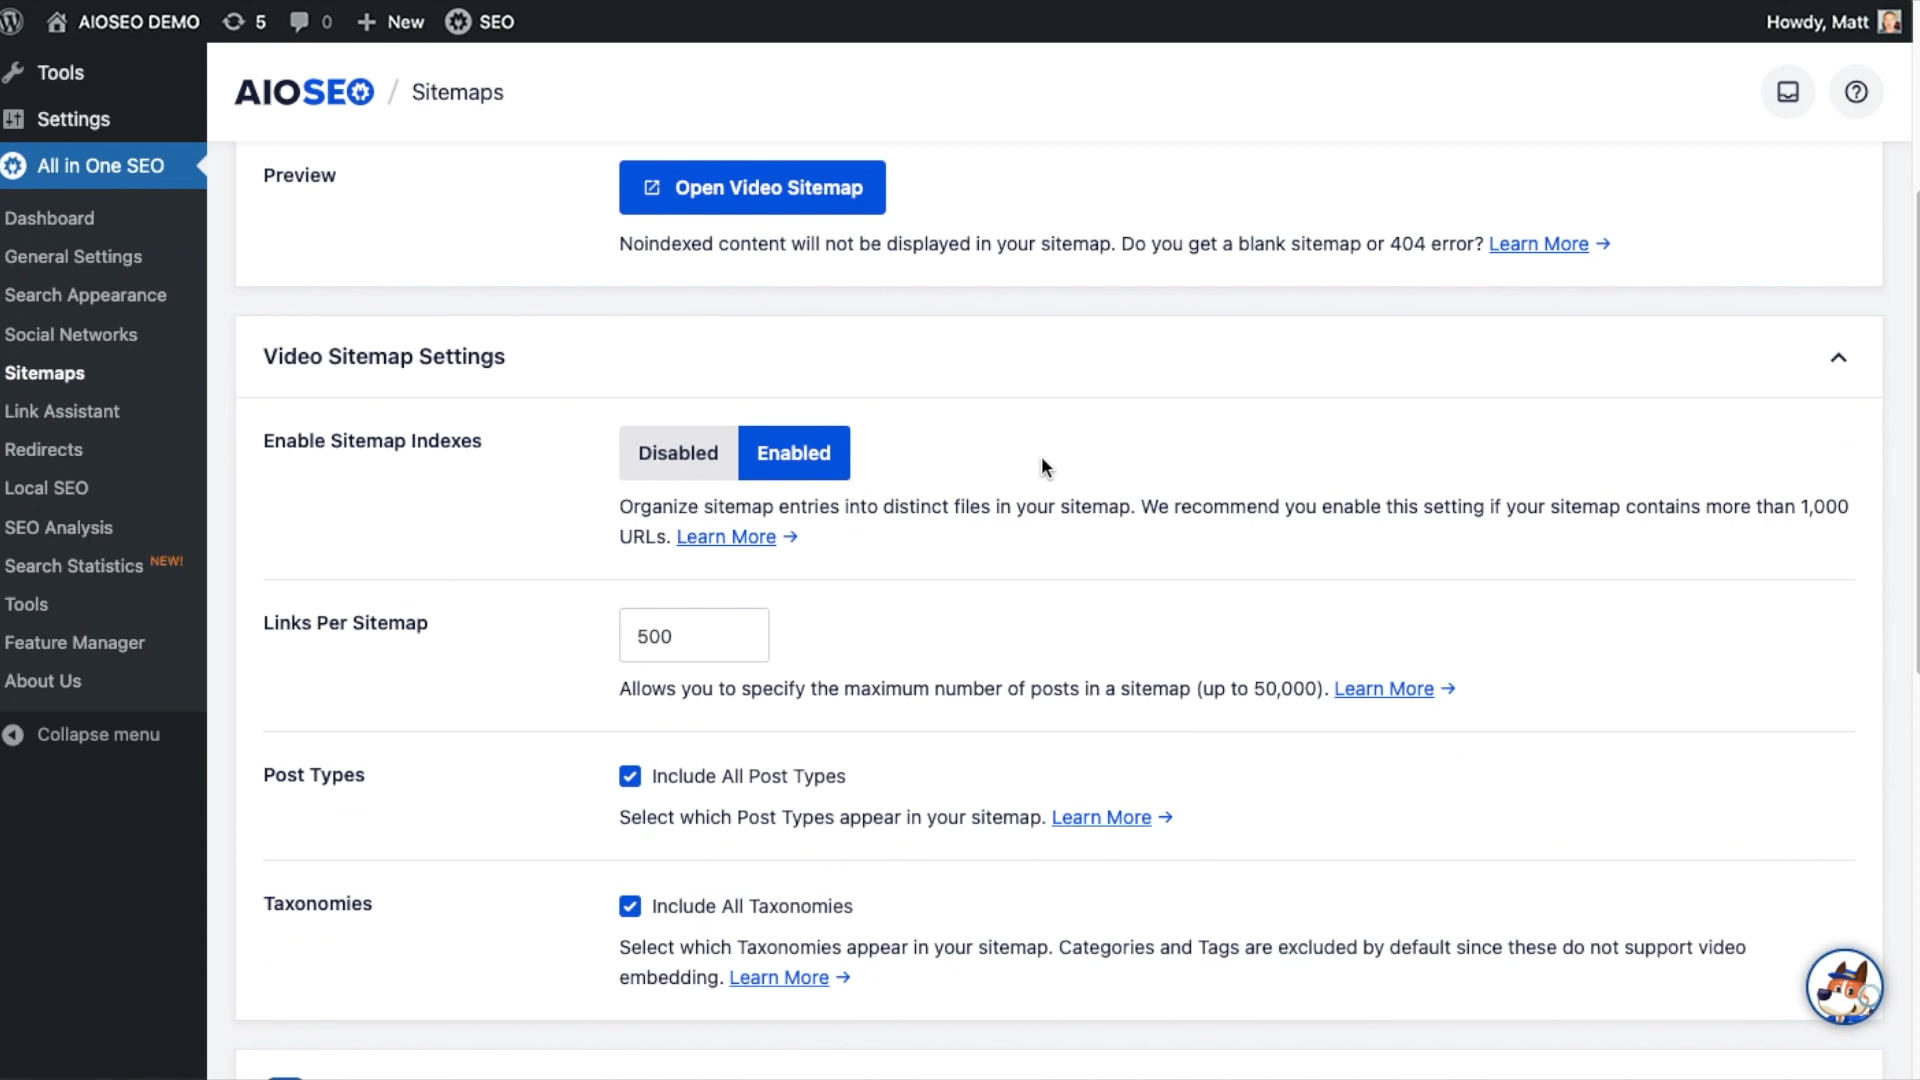 AIOSEO DEMO 5 0 New SEO Howdy, Matt
Tools
Settings
All in One SEO
Dashboard
General Settings
Search Appearance
Social Networks
Sitemaps
Link Assistant
Redirects
Local SEO
SEO Analysis
Search Statistics NEW!
Tools
Feature Manager
About Us
Collapse menu
AIOSEO / Sitemaps
Preview
Open Video Sitemap
Noindexed content will not be displayed in your sitemap. Do you get a blank sitemap or 404 error? Learn More →
Video Sitemap Settings
Enable Sitemap Indexes
Disabled Enabled
Organize sitemap entries into distinct files in your sitemap. We recommend you enable this setting if your sitemap contains more than 1,000
URLs. Learn More →
Links Per Sitemap
500
Allows you to specify the maximum number of posts in a sitemap (up to 50,000). Learn More →
Post Types
Include All Post Types
Select which Post Types appear in your sitemap. Learn More →
Taxonomies
Include All Taxonomies
Select which Taxonomies appear in your sitemap. Categories and Tags are excluded by default since these do not support video
embedding. Learn More →